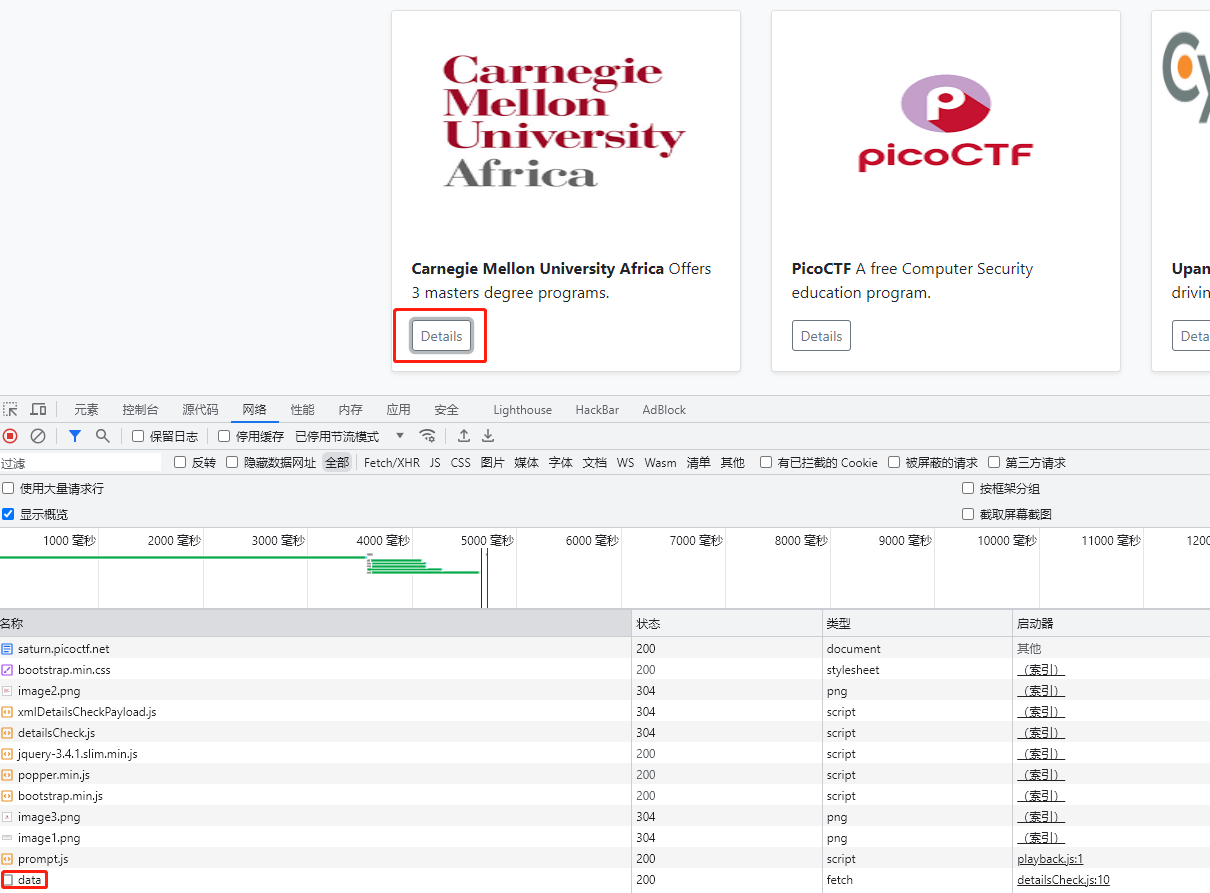 Carnegie
Mellon
University
Africa
P
picoCTF
Cy
Carnegie Mellon University Africa Offers
3 masters degree programs.
Details
PicoCTF A free Computer Security
education program.
Details
Upan
drivin
Deta
元素 控制台 源代码 网络 性能 内存 应用 安全 Lighthouse HackBar AdBlock
保留日志 停用缓存 已停用节流模式
过滤 反转 隐藏数据网址 全部 Fetch/XHR JS CSS 图片 媒体 字体 文档 WS Wasm 清单 其他 有已拦截的 Cookie 被屏蔽的请求 第三方请求
使用大量请求行 按框架分组
显示概览 截取屏幕截图
1000 毫秒 2000 毫秒 3000 毫秒 4000 毫秒 5000 毫秒 6000 毫秒 7000 毫秒 8000 毫秒 9000 毫秒 10000 毫秒 11000 毫秒 1200
名称 状态 类型 启动器
saturn.picoctf.net 200 document 其他
bootstrap.min.css 200 stylesheet （索引）
image2.png 304 png （索引）
xmlDetailsCheckPayload.js 304 script （索引）
detailsCheck.js 304 script （索引）
jquery-3.4.1.slim.min.js 200 script （索引）
popper.min.js 200 script （索引）
bootstrap.min.js 200 script （索引）
image3.png 304 png （索引）
image1.png 304 png （索引）
prompt.js 200 script playback.js:1
data 200 fetch detailsCheck.js:10